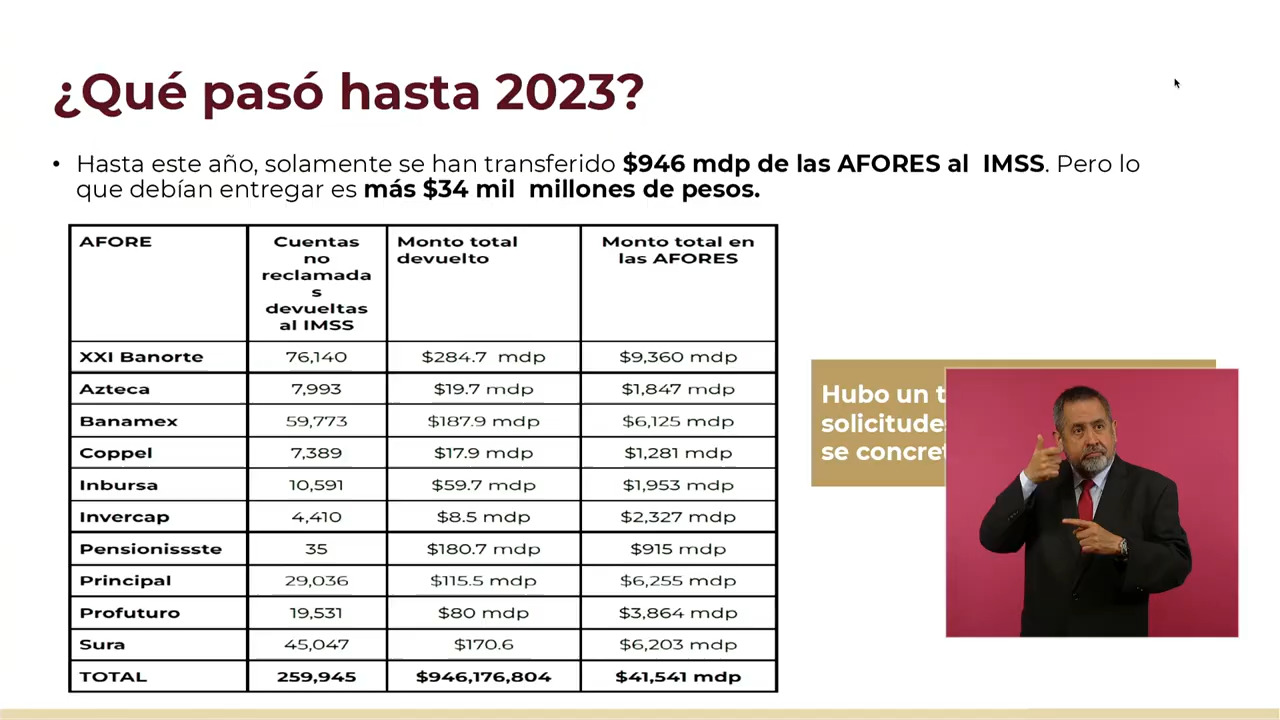 ¿Qué pasó hasta 2023?
• Hasta este año, solamente se han transferido $946 mdp de las AFORES al IMSS. Pero lo
que debían entregar es más $34 mil millones de pesos.
AFORE
Cuentas
no
reclamada
s
devueltas
al IMSS
Monto total
devuelto
Monto total en
las AFORES
XXI Banorte 76,140 $284.7 mdp $9,360 mdp
Azteca 7,993 $19.7 mdp $1,847 mdp
Banamex 59,773 $187.9 mdp $6,125 mdp
Coppel 7,389 $17.9 mdp $1,281 mdp
Inbursa 10,591 $59.7 mdp $1,953 mdp
Invercap 4,410 $8.5 mdp $2,327 mdp
Pensionissste 35 $180.7 mdp $915 mdp
Principal 29,036 $115.5 mdp $6,255 mdp
Profuturo 19,531 $80 mdp $3,864 mdp
Sura 45,047 $170.6 $6,203 mdp
TOTAL 259,945 $946,176,804 $41,541 mdp
Hubo un
se